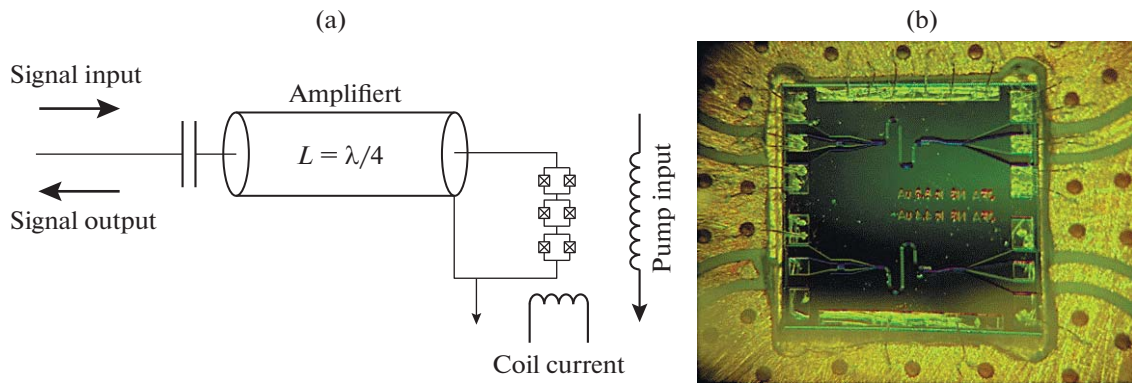 (a)
(b)
Signal input
Amplifiert
L = λ/4
Signal output
Pump input
Coil current